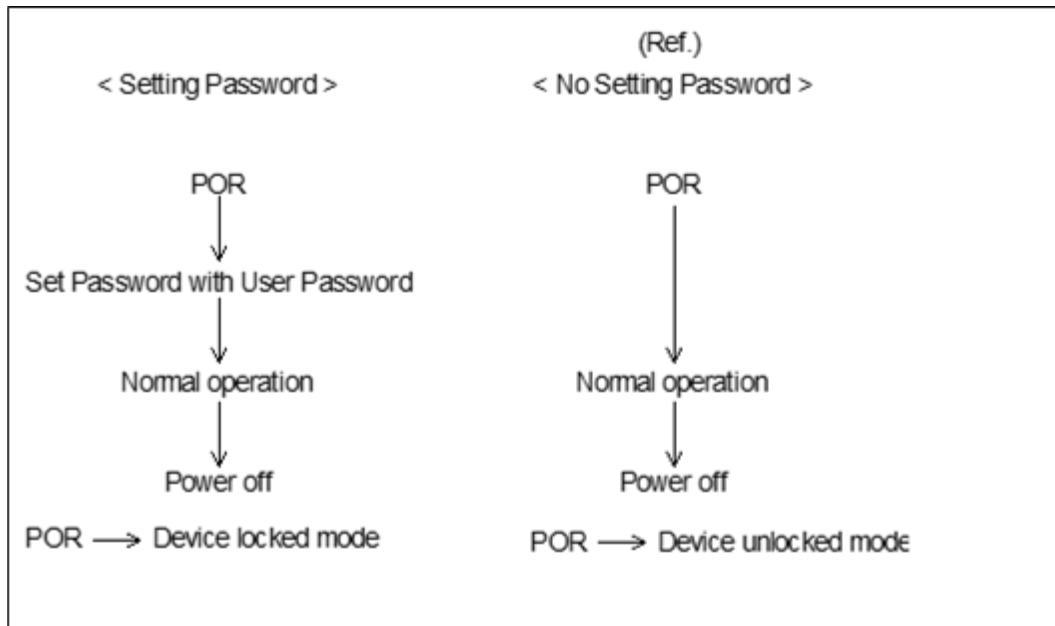 < Setting Password >
POR
Set Password with User Password
Normal operation
Power off
POR
Device locked mode
(Ref.)
< No Setting Password >
POR
Normal operation
Power off
POR
Device unlocked mode